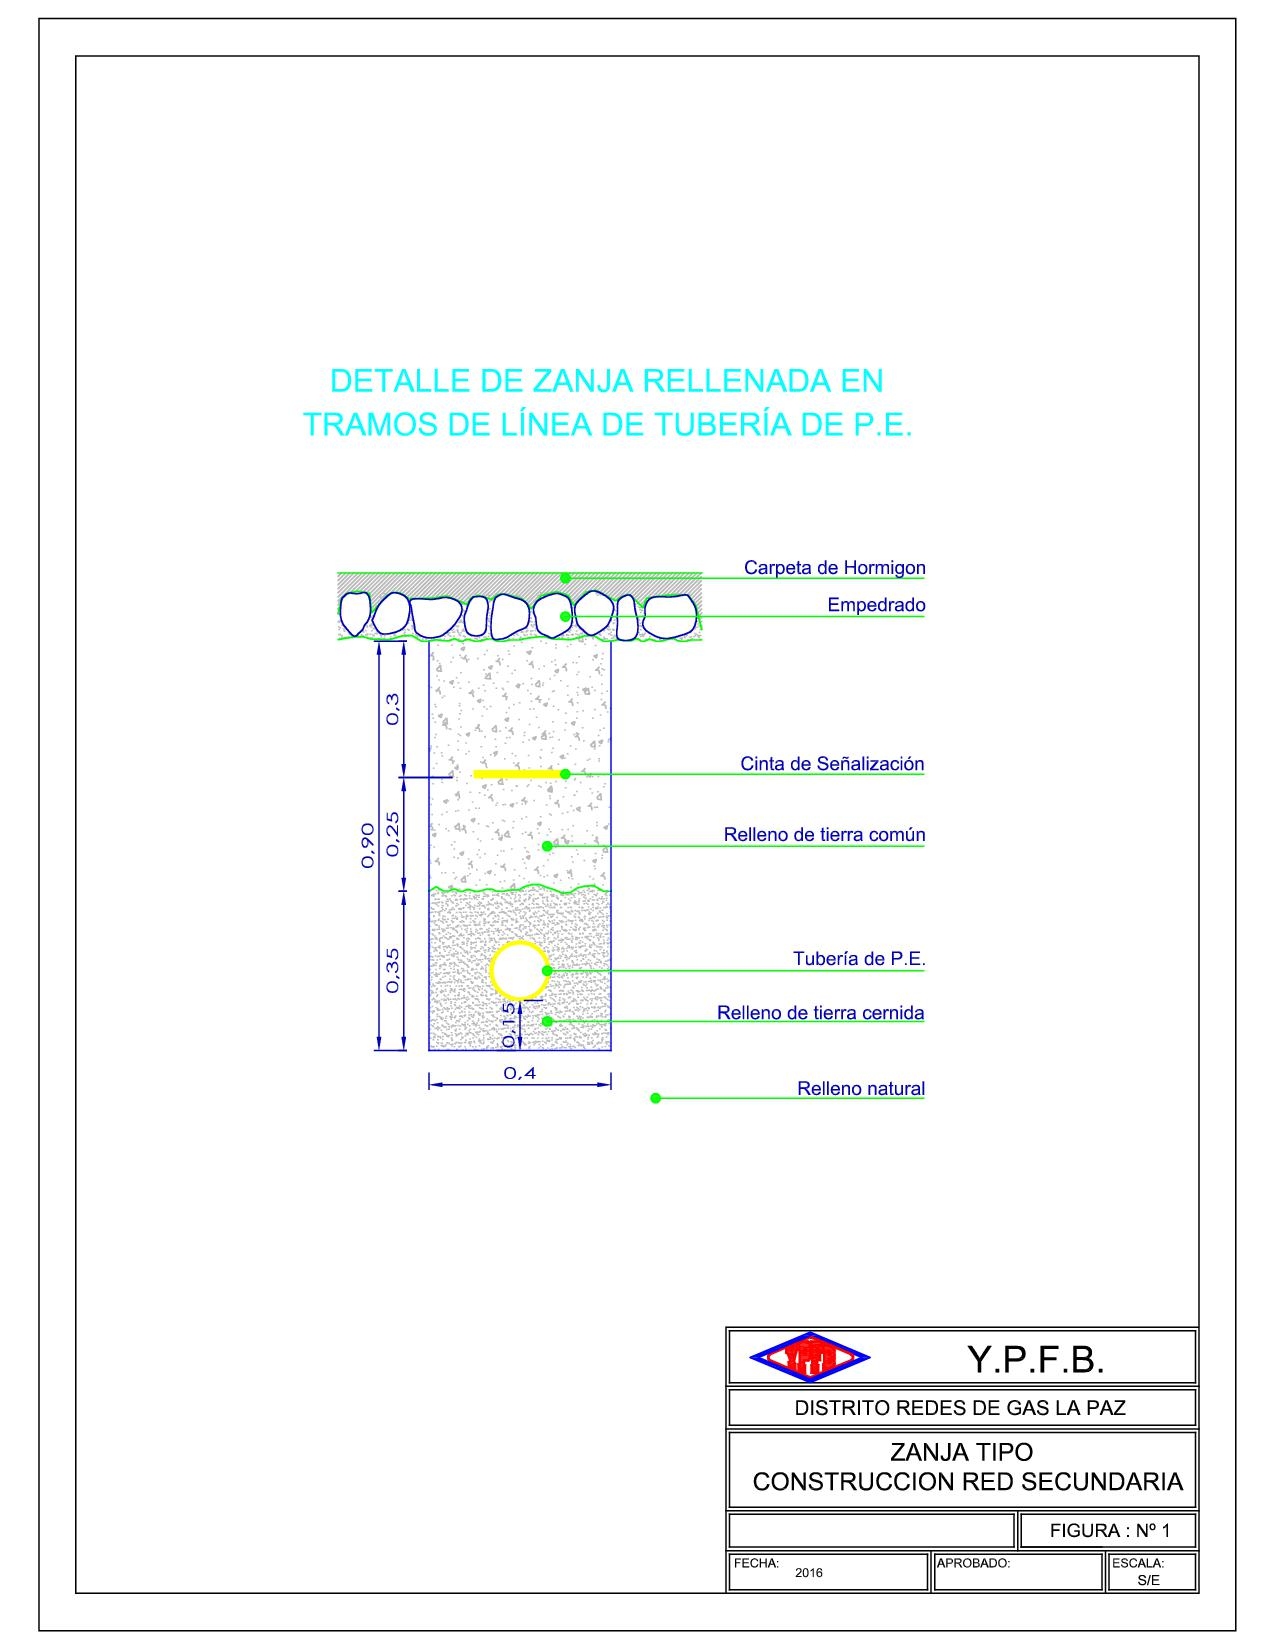 DETALLE DE ZANJA RELLENADA EN
TRAMOS DE LÍNEA DE TUBERÍA DE P.E.
Carpeta de Hormigon
Empedrado
0,3
Cinta de Señalización
0,25
Relleno de tierra común
0,90
0,35
Tubería de P.E.
0,15
Relleno de tierra cernida
0,4
Relleno natural
YPFB
Y.P.F.B.
DISTRITO REDES DE GAS LA PAZ
ZANJA TIPO
CONSTRUCCION RED SECUNDARIA
FIGURA : Nº 1
FECHA:
2016
APROBADO:
ESCALA:
S/E